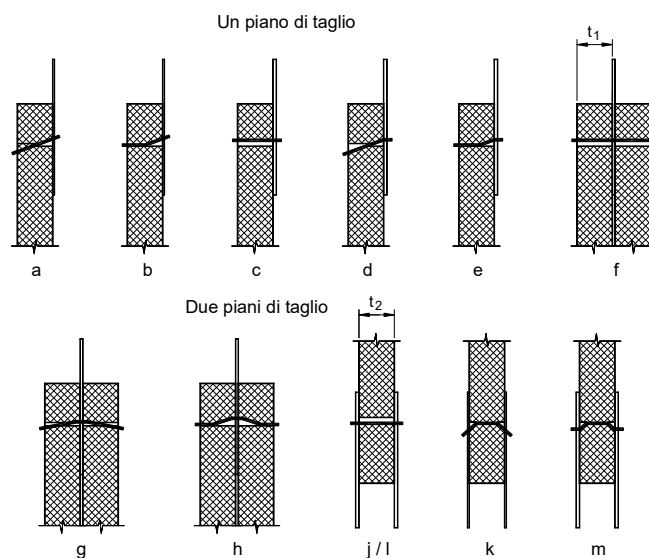 Un piano di taglio
t1
a b c d e f
Due piani di taglio
t2
g h j / l k m